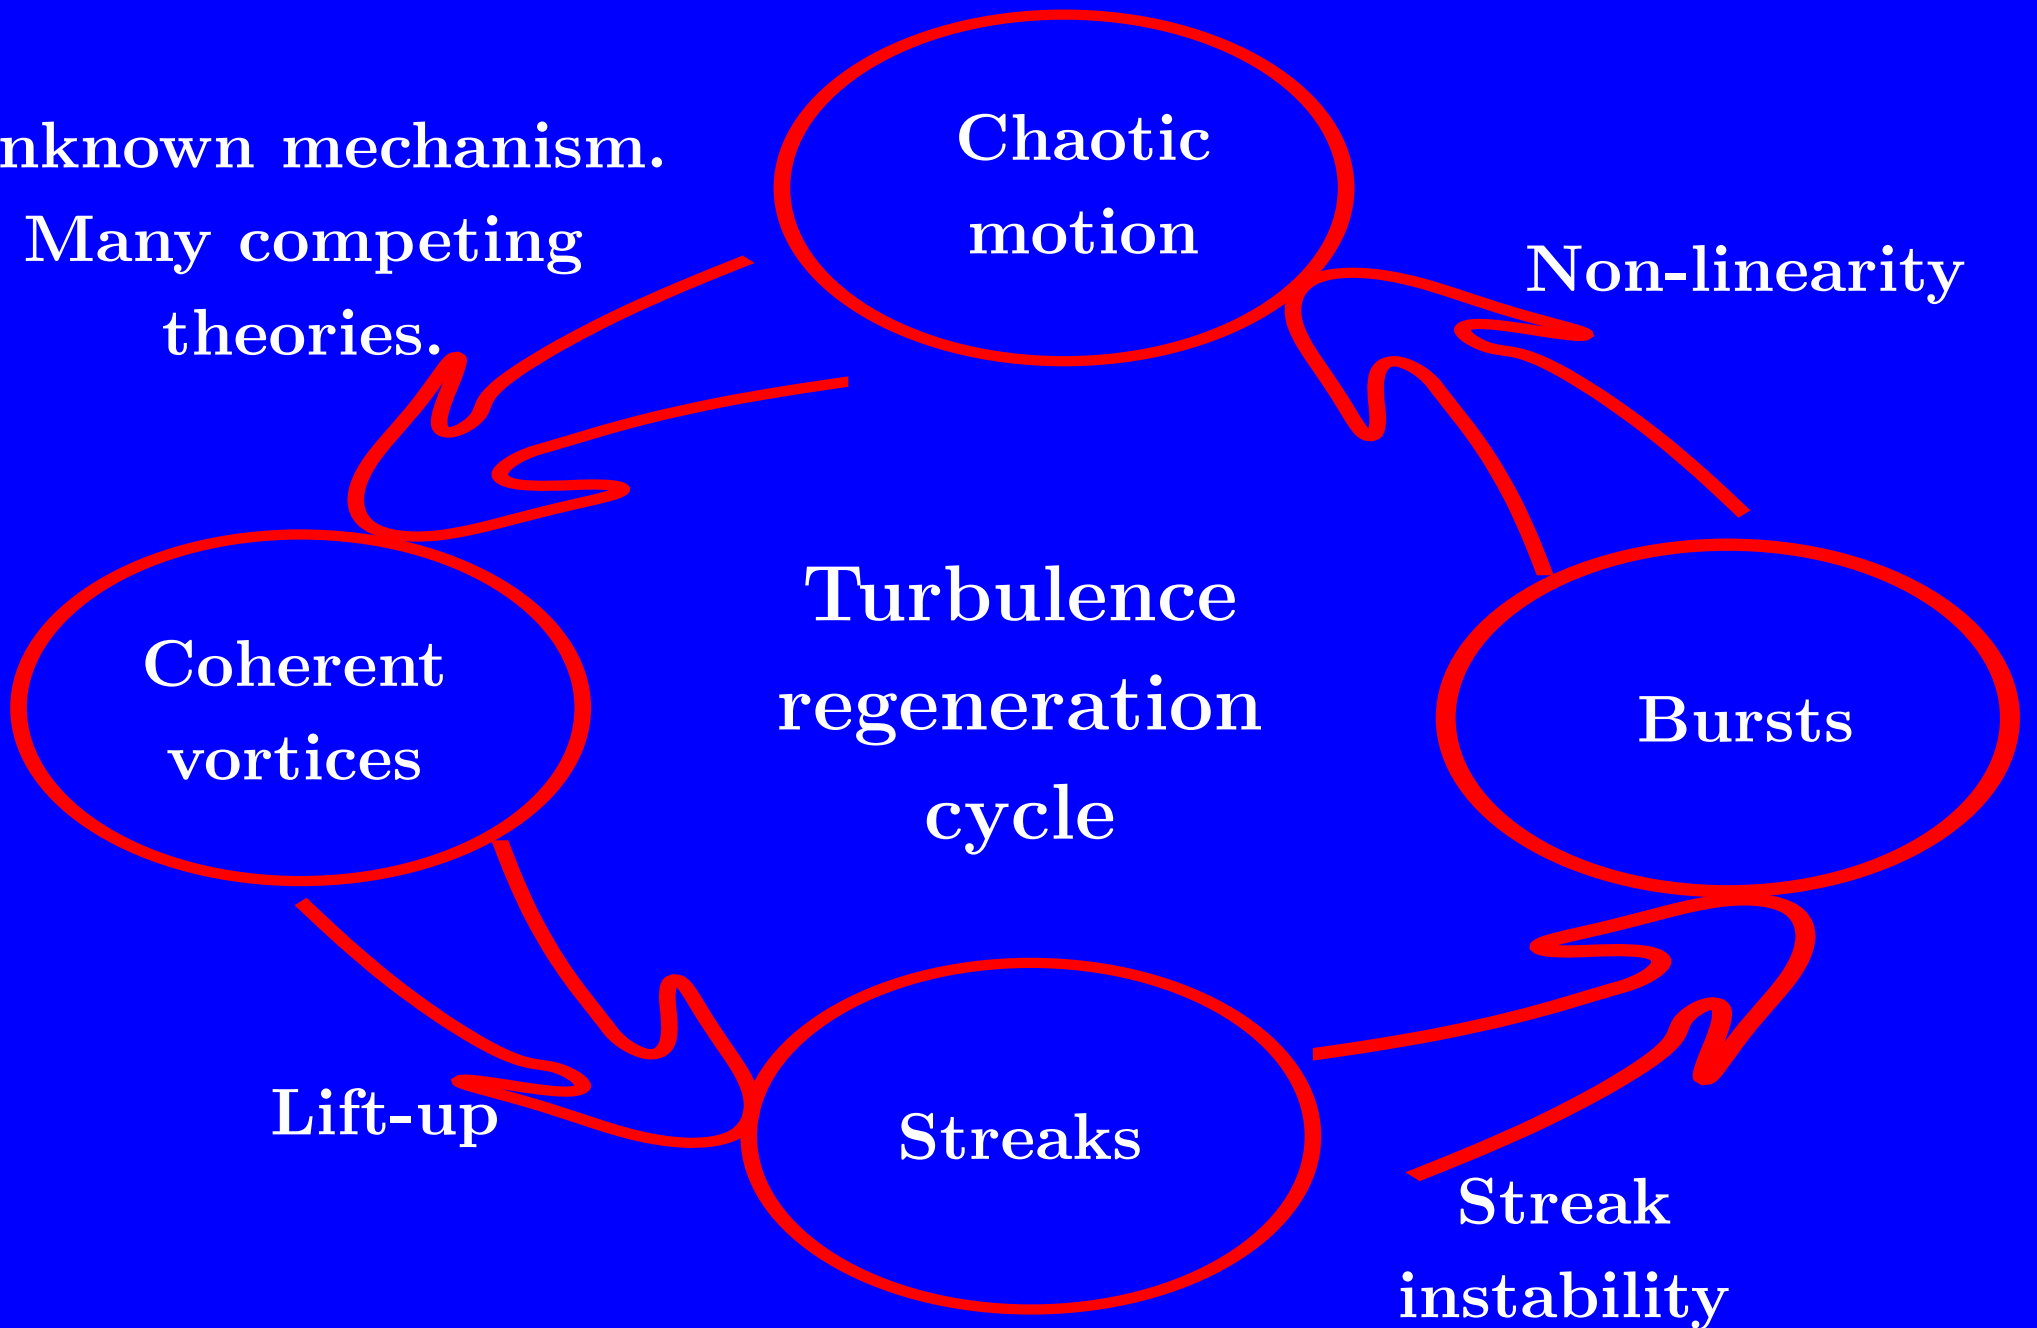 Chaotic
motion
nknown mechanism.
Many competing
theories.
Non-linearity
Turbulence
regeneration
cycle
Coherent
vortices
Bursts
Lift-up
Streaks
Streak
instability